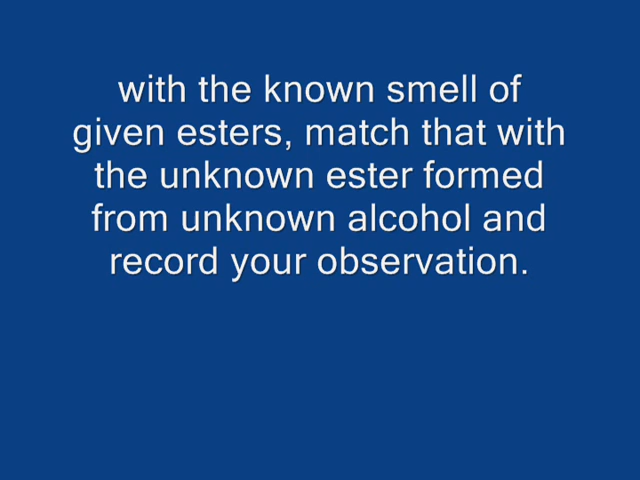 with the known smell of
given esters, match that with
the unknown ester formed
from unknown alcohol and
record your observation.